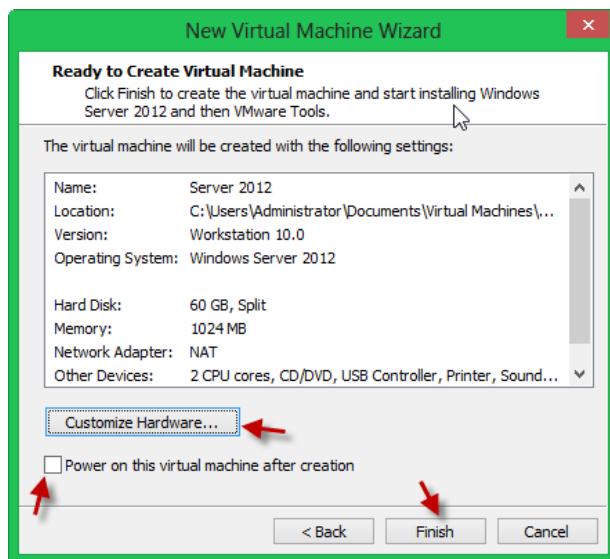 New Virtual Machine Wizard
Ready to Create Virtual Machine
Click Finish to create the virtual machine and start installing Windows
Server 2012 and then VMware Tools.
The virtual machine will be created with the following settings:
Name: Server 2012
Location: C:\Users\Administrator\Documents\Virtual Machines\...
Version: Workstation 10.0
Operating System: Windows Server 2012
Hard Disk: 60 GB, Split
Memory: 1024 MB
Network Adapter: NAT
Other Devices: 2 CPU cores, CD/DVD, USB Controller, Printer, Sound...
Customize Hardware...
Power on this virtual machine after creation
< Back Finish Cancel